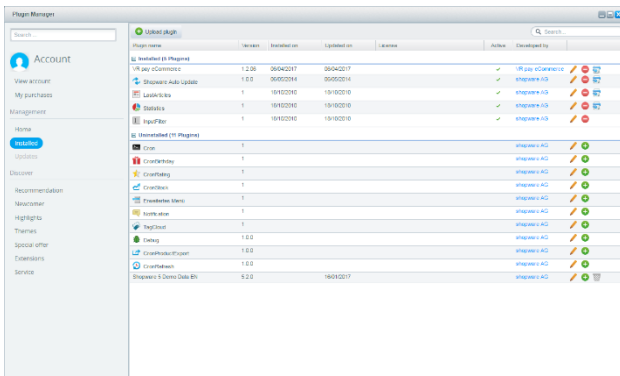 Plugin Manager
Search...
Account
View account
My purchases
Management
Home
Installed
Updates
Discover
Recommendation
Newcomer
Highlights
Themes
Special offer
Extensions
Service
Upload plugin
Search...
Plugin name Version Installed on Updated on License Active Developed by
Installed (5 Plugins)
VR pay eCommerce 1.2.06 06/04/2017 06/04/2017 VR pay eCommerce
Shopware Auto Update 1.0.0 06/05/2014 06/05/2014 shopware AG
LastArticles 1 18/10/2010 18/10/2010 shopware AG
Statistics 1 18/10/2010 18/10/2010 shopware AG
InputFilter 1 18/10/2010 18/10/2010 shopware AG
Uninstalled (11 Plugins)
Cron 1 shopware AG
CronBirthday 1 shopware AG
CronRating 1 shopware AG
CronStock 1 shopware AG
Erweitertes Menü 1 shopware AG
Notification 1 shopware AG
TagCloud 1 shopware AG
Debug 1.0.0 shopware AG
CronProductExport 1.0.0 shopware AG
CronRefresh 1.0.0 shopware AG
Shopware 5 Demo Data EN 5.2.0 16/01/2017 shopware AG